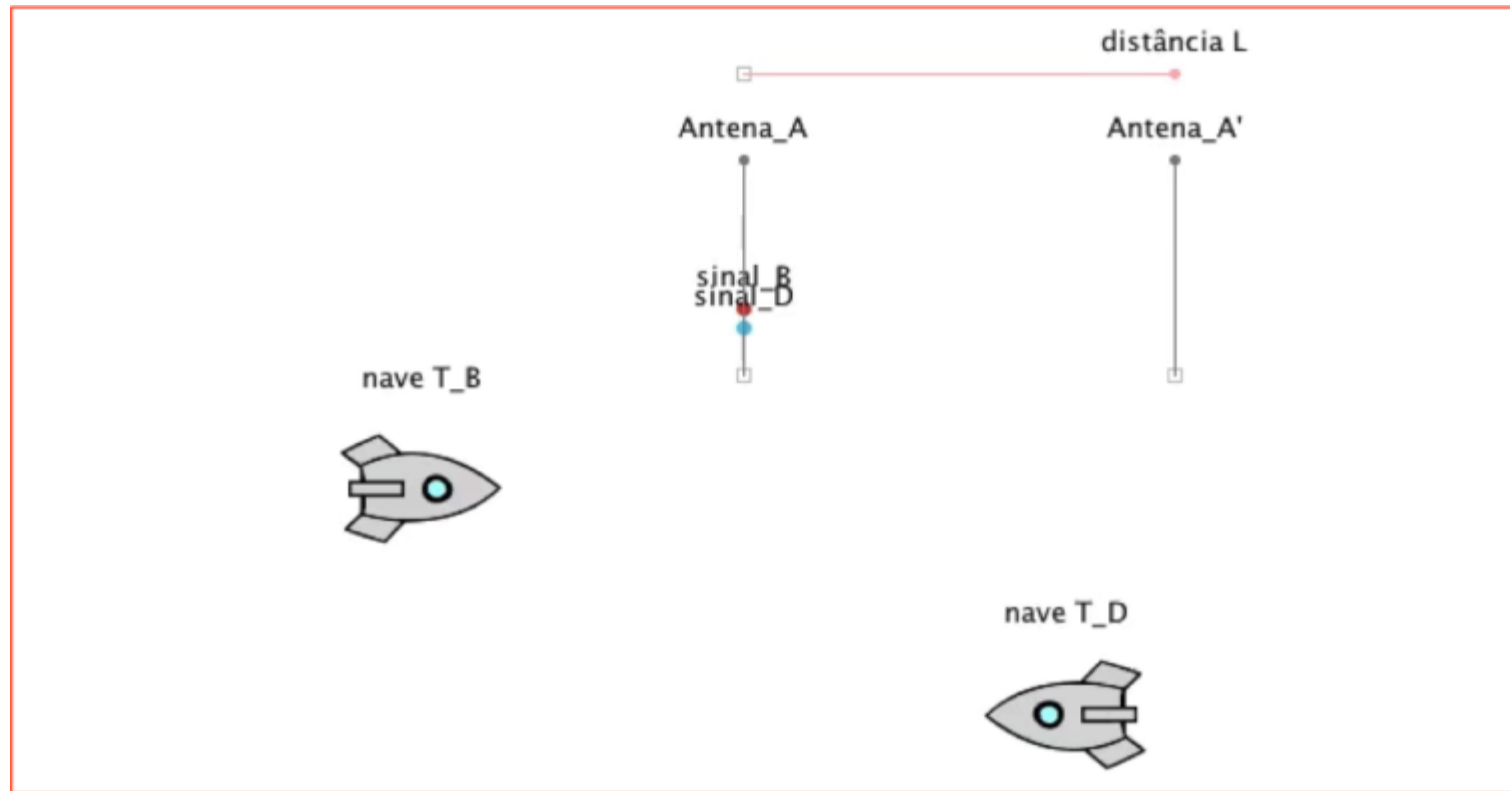 distância L
Antena_A
Antena_A'
sinal_B
sinal_D
nave T_B
nave T_D